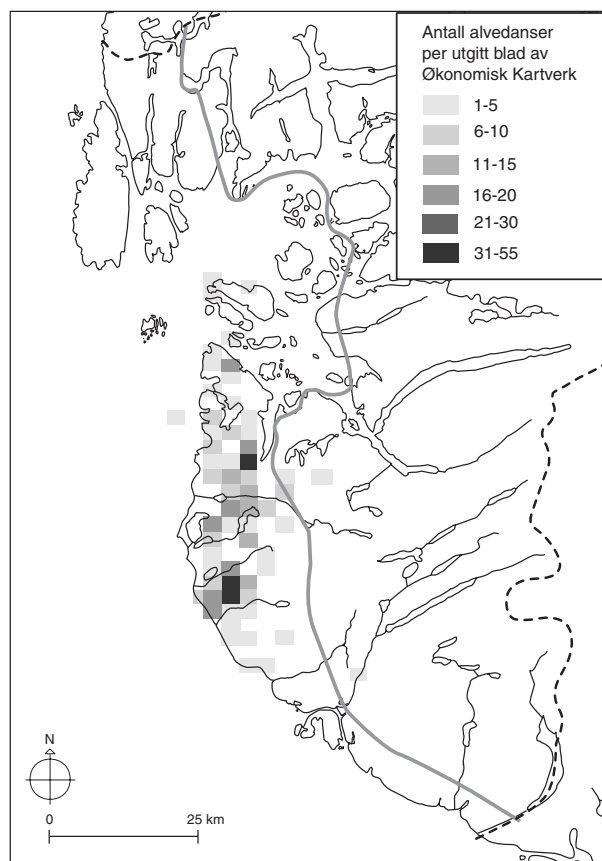 Antall alvedanser
per utgitt blad av
Økonomisk Kartverk
1-5
6-10
11-15
16-20
21-30
31-55
N
0 25 km